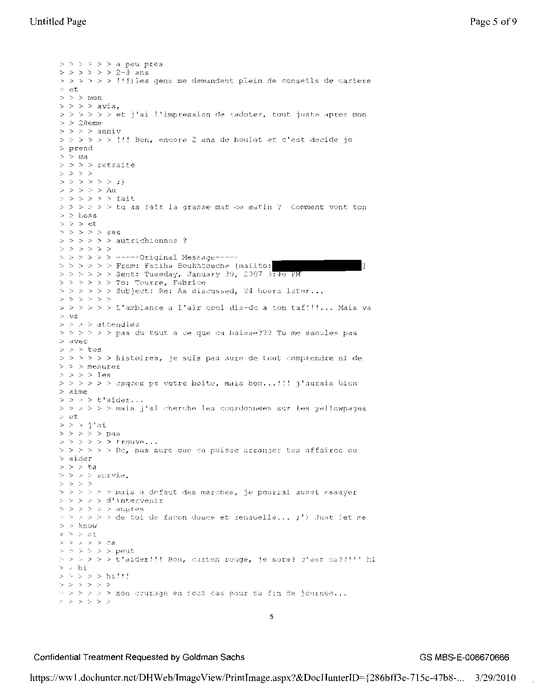 Untitled Page
Page 5 of 9
> > > > > > a peu près
> > > > > > 2-3 ans
> > > > > > !!!)les gens me demandent plein de conseils de cariere
> et
> > > mon
> > > > avis,
> > > > > > et j'ai l'impression de radoter, tout juste apres mon
> > 28eme
> > > > anniv
> > > > > > !!! Bon, encore 2 ans de boulot et c'est decide je
> prend
> > ma
> > > > retraite
> > > > >
> > > > > > ;)
> > > > > Au
> > > > > > fait
> > > > > > tu as fait la grasse mat ce matin ? Comment vont ton
> > boss
> > > et
> > > > > ses
> > > > > > autrichiennes ?
> > > > > >
> > > > > > -----Original Message-----
> > > > > > From: Fatiha Boukhtouche [mailto: ]
> > > > > > Sent: Tuesday, January 30, 2007 3:46 PM
> > > > > > To: Tourre, Fabrice
> > > > > > Subject: Re: As discussed, 24 hours later...
> > > > > >
> > > > > > L'ambiance a l'air cool dis-do a ton taf!!!... Mais va
> vs
> > > > attendiez
> > > > > > pas du tout a ce que ca baisse??? Tu me saoules pas
> avec
> > > tes
> > > > > > histoires, je suis pas sure de tout comprendre ni de
> > > mesurer
> > > > les
> > > > > > pr votre boite, mais bon...!!! j'aurais bien
> aime
> > > > t'aider...
> > > > > > mais j'ai cherche les coordonnees sur les yellowpages
> et
> > > j'ai
> > > > > pas
> > > > > > trouve...
> > > > > > De, pas sure que ca puisse arranger tes affaires ou
> aider
> > > ta
> > > > survie,
> > > > >
> > > > > > mais a defaut des marches, je pourrai aussi essayer
> > > > > d'intervenir
> > > > > > aupres
> > > > > > de toi de facon douce et sensuelle... ;') Just let me
> > know
> > > si
> > > > > ca
> > > > > > peut
> > > > > > t'aider!!! Bon, carton rouge, je sors? c'est ca??!!! hi
> > hi
> > > > > hi!!!
> > > > > >
> > > > > > Bon courage en tout cas pour ta fin de journee...
> > > > > >
5
Confidential Treatment Requested by Goldman Sachs
GS MBS-E-006670666
https://ww1.dochunter.net/DHWeb/ImageView/PrintImage.aspx?&DocHunterID={286bff3e-715c-47b8-...
3/29/2010